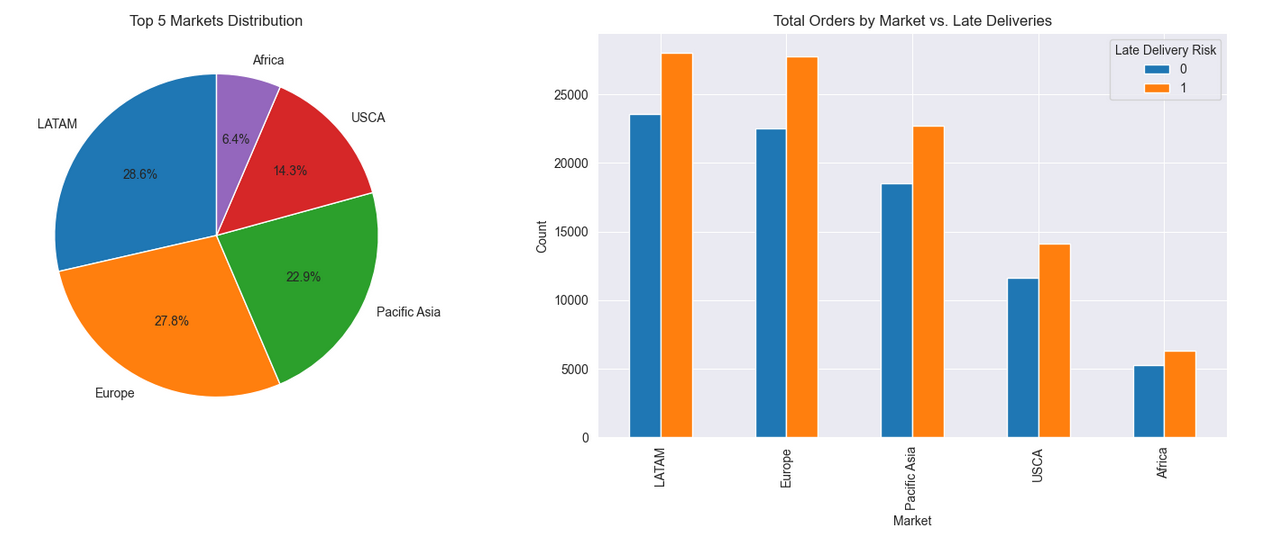 Top 5 Markets Distribution
Africa
USCA
LATAM
6.4%
14.3%
28.6%
22.9%
27.8%
Pacific Asia
Europe
Total Orders by Market vs. Late Deliveries
Late Delivery Risk
0
1
Count
25000
20000
15000
10000
5000
0
LATAM
Europe
Pacific Asia
USCA
Africa
Market